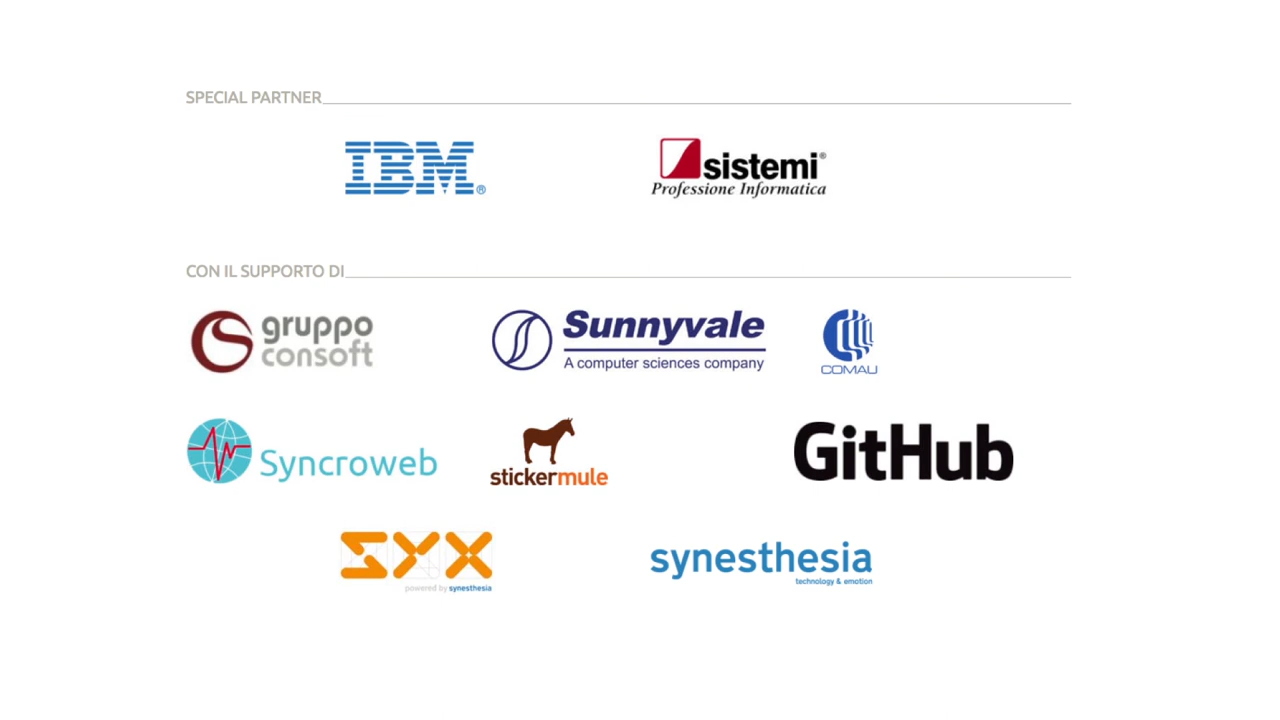 SPECIAL PARTNER
IBM®
sistemi®
Professione Informatica
CON IL SUPPORTO DI
gruppo
consoft
Sunnyvale
A computer sciences company
COMAU
Syncroweb
stickermule
GitHub
SYX
powered by synesthesia
synesthesia
technology & emotion